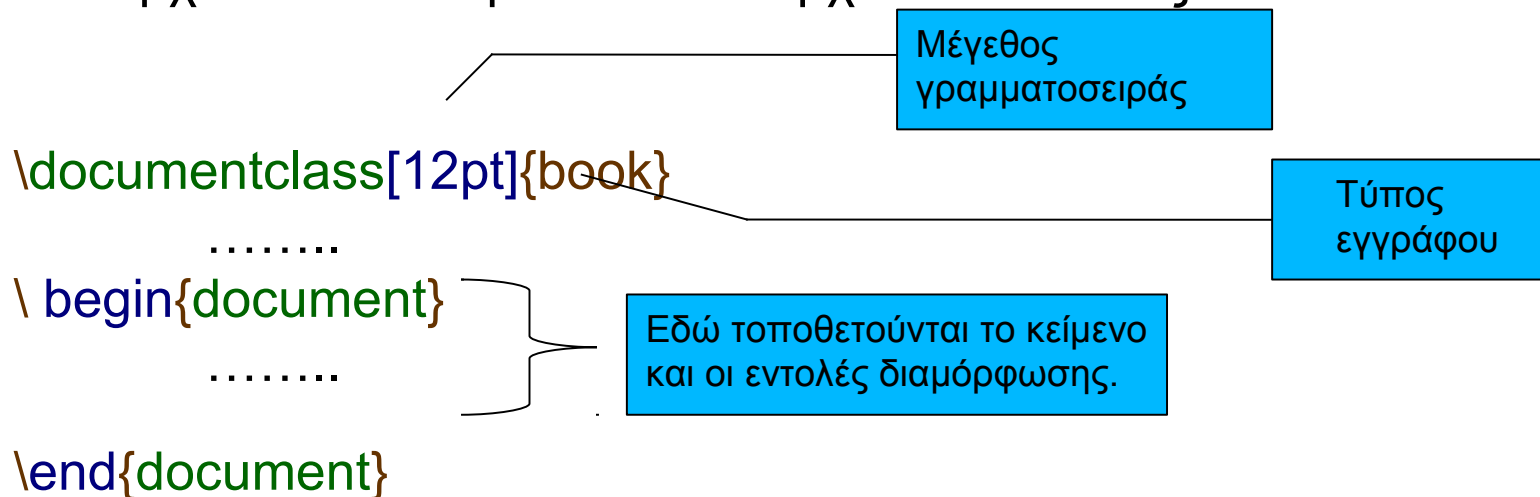 Μέγεθος
γραμματοσειράς
\documentclass[12pt]{book}
Τύπος
εγγράφου
……..
\ begin{document}
Εδώ τοποθετούνται το κείμενο
και οι εντολές διαμόρφωσης.
……..
\end{document}